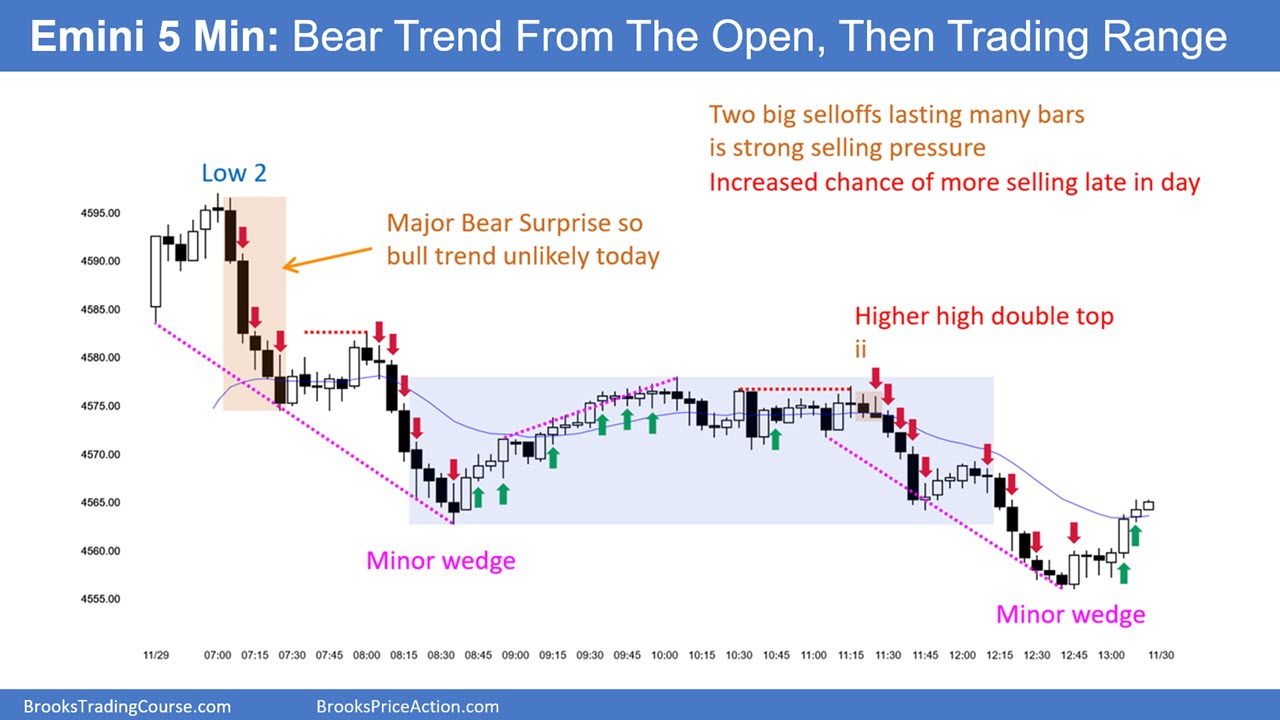 Emini 5 Min: Bear Trend From The Open, Then Trading Range
Two big selloffs lasting many bars
is strong selling pressure
Increased chance of more selling late in day
Low 2
Major Bear Surprise so
bull trend unlikely today
Higher high double top
ii
4595.00
4590.00
4585.00
4580.00
4575.00
4570.00
4565.00
4560.00
4555.00
Minor wedge
Minor wedge
11/29 07:00 07:15 07:30 07:45 08:00 08:15 08:30 08:45 09:00 09:15 09:30 09:45 10:00 10:15 10:30 10:45 11:00 11:15 11:30 11:45 12:00 12:15 12:30 12:45 13:00 11/30
BrooksTradingCourse.com BrooksPriceAction.com